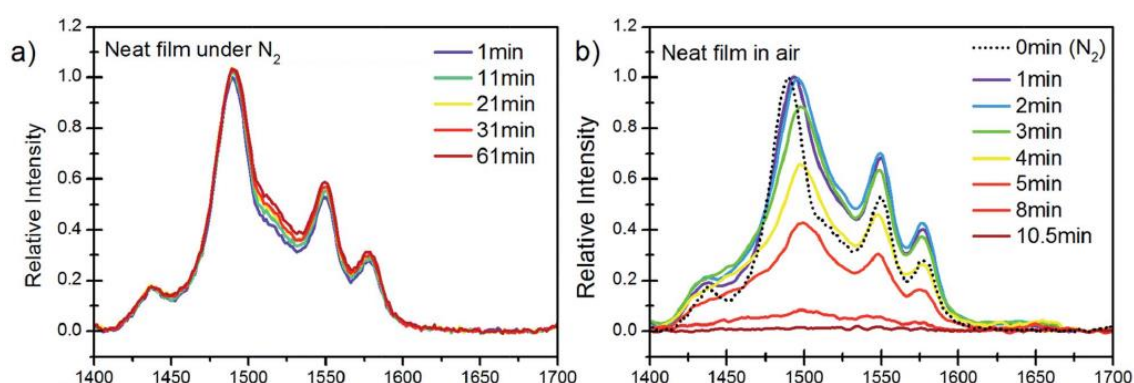 a)
Neat film under N₂
1min
11min
21min
31min
61min
Relative Intensity
1.2
1.0
0.8
0.6
0.4
0.2
0.0
1400 1450 1500 1550 1600 1650 1700
b)
Neat film in air
0min (N₂)
1min
2min
3min
4min
5min
8min
10.5min
Relative Intensity
1.2
1.0
0.8
0.6
0.4
0.2
0.0
1400 1450 1500 1550 1600 1650 1700